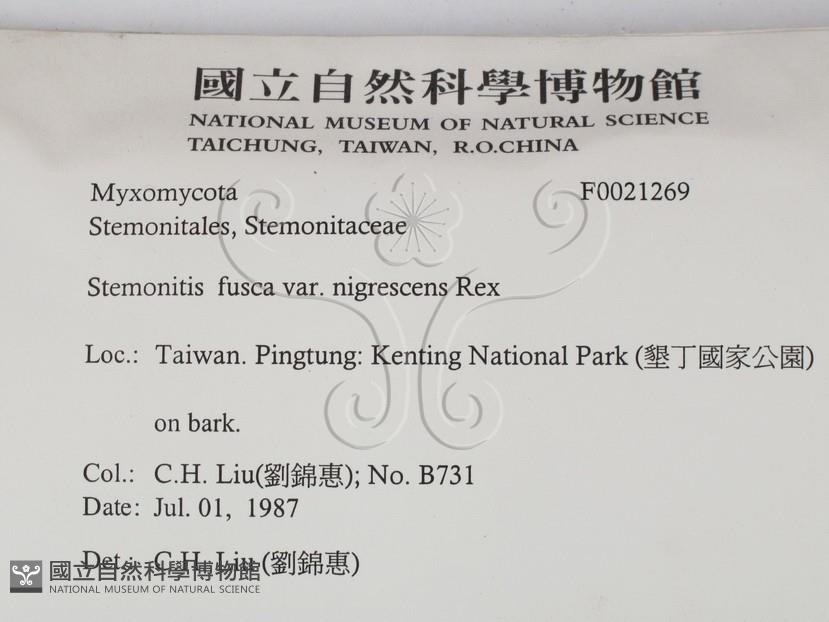 國立自然科學博物館
NATIONAL MUSEUM OF NATURAL SCIENCE
TAICHUNG, TAIWAN, R.O.CHINA
Myxomycota F0021269
Stemonitales, Stemonitaceae
Stemonitis fusca var. nigrescens Rex
Loc.: Taiwan. Pingtung: Kenting National Park (墾丁國家公園)
on bark.
Col.: C.H. Liu(劉錦惠); No. B731
Date: Jul. 01, 1987
Det.: C.H. Liu (劉錦惠)
國立自然科學博物館
NATIONAL MUSEUM OF NATURAL SCIENCE